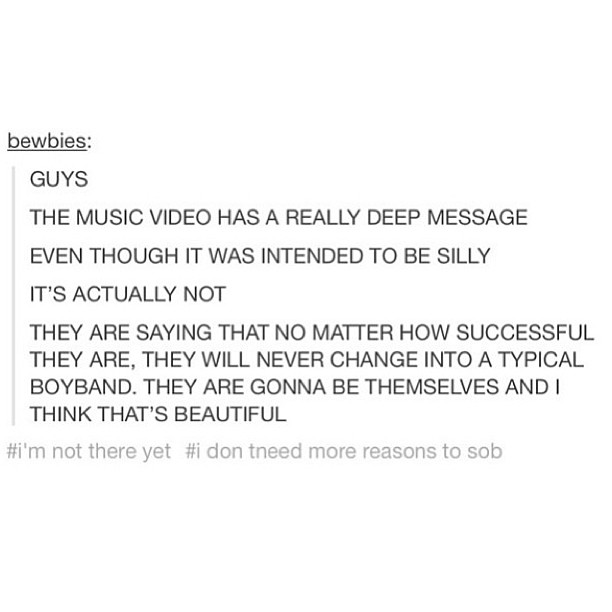 bewbies:
GUYS
THE MUSIC VIDEO HAS A REALLY DEEP MESSAGE
EVEN THOUGH IT WAS INTENDED TO BE SILLY
IT'S ACTUALLY NOT
THEY ARE SAYING THAT NO MATTER HOW SUCCESSFUL
THEY ARE, THEY WILL NEVER CHANGE INTO A TYPICAL
BOYBAND. THEY ARE GONNA BE THEMSELVES AND I
THINK THAT'S BEAUTIFUL
#i'm not there yet #i don tneed more reasons to sob